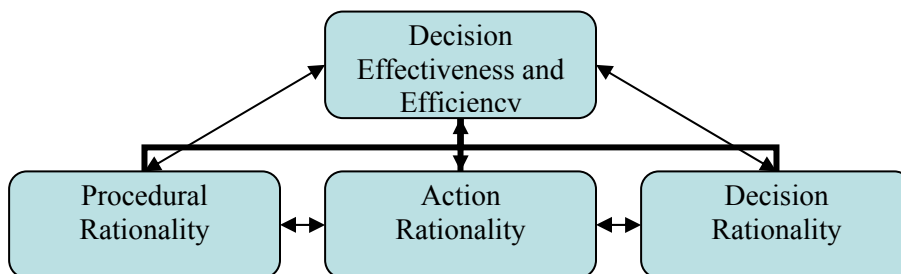 Decision
Effectiveness and
Efficiency
Procedural
Rationality
Action
Rationality
Decision
Rationality